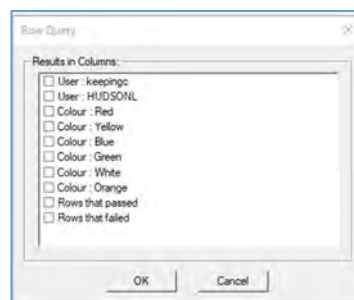 Row Query
Results in Columns:
User : keepingc
User : HUDSONL
Colour : Red
Colour : Yellow
Colour : Blue
Colour : Green
Colour : White
Colour : Orange
Rows that passed
Rows that failed
OK
Cancel